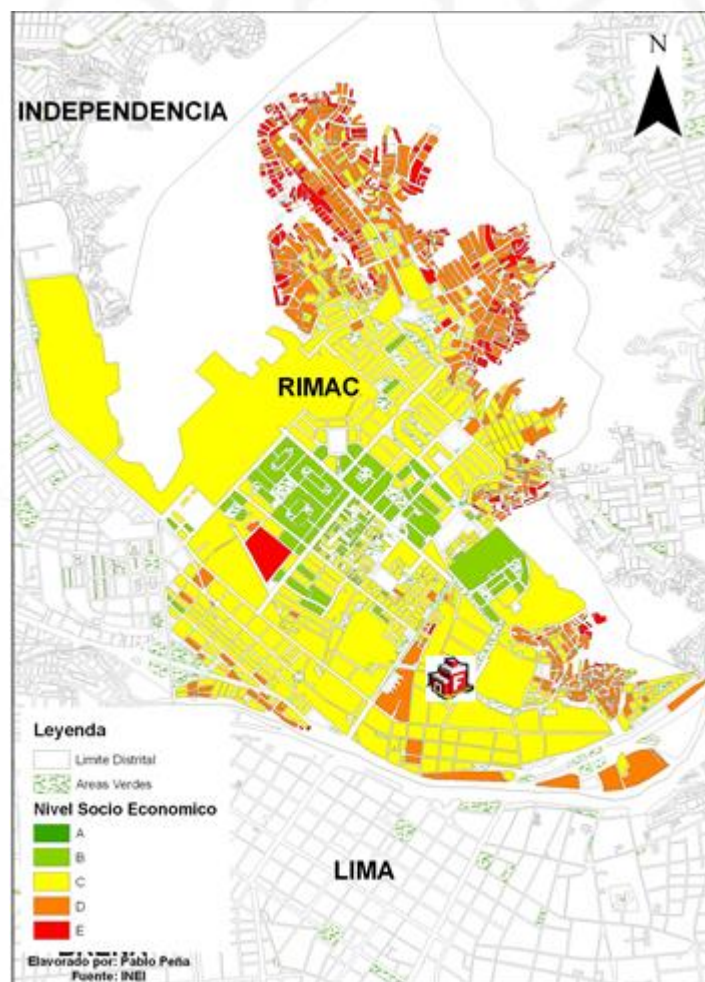 INDEPENDENCIA
N
RIMAC
Leyenda
Limite Distrital
Areas Verdes
Nivel Socio Economico
A
B
C
D
E
LIMA
Elavorado por: Pablo Peña
Fuente: INEI